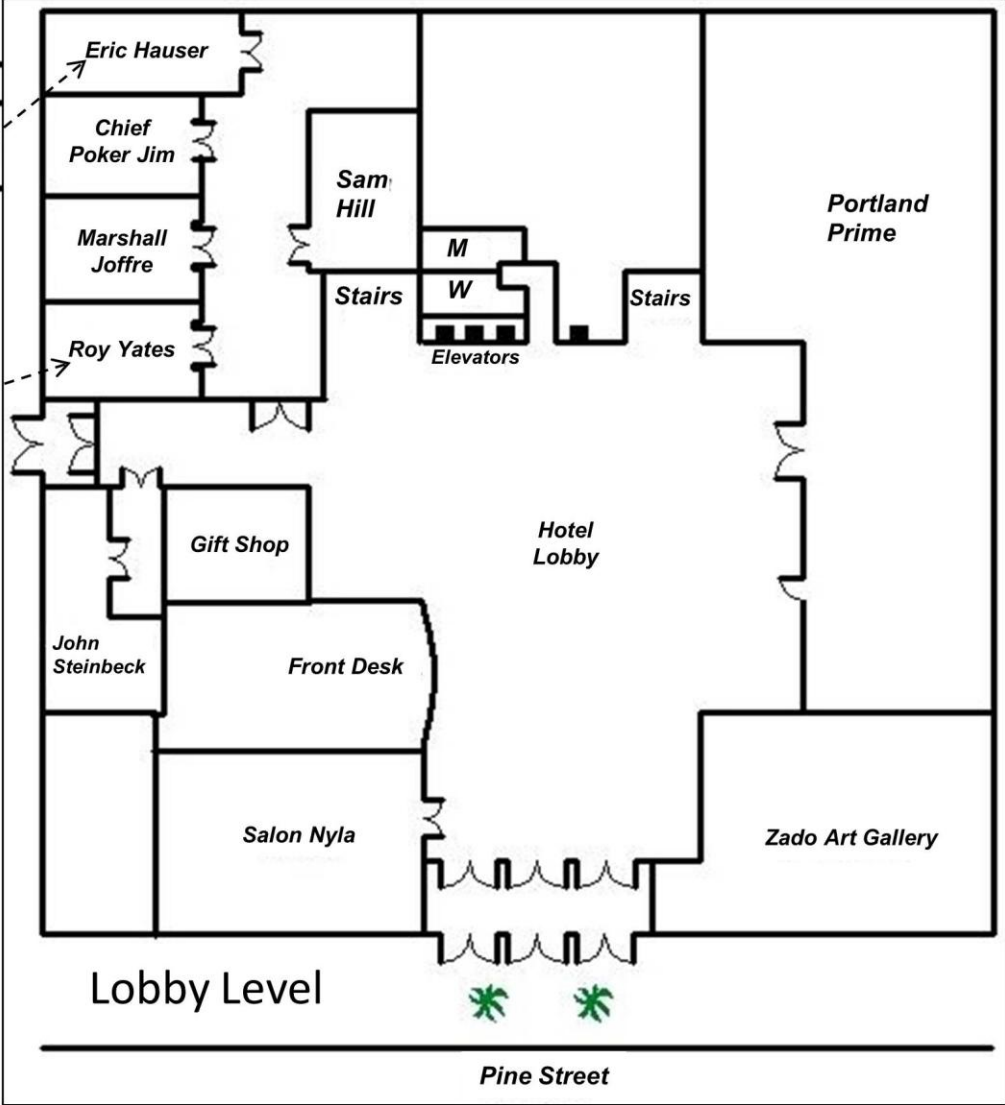 Eric Hauser
Chief
Poker Jim
Sam
Hill
Portland
Prime
Marshall
Joffre
M
W
Stairs
Stairs
Roy Yates
Elevators
Gift Shop
Hotel
Lobby
John
Steinbeck
Front Desk
Salon Nyla
Zado Art Gallery
Lobby Level
Pine Street